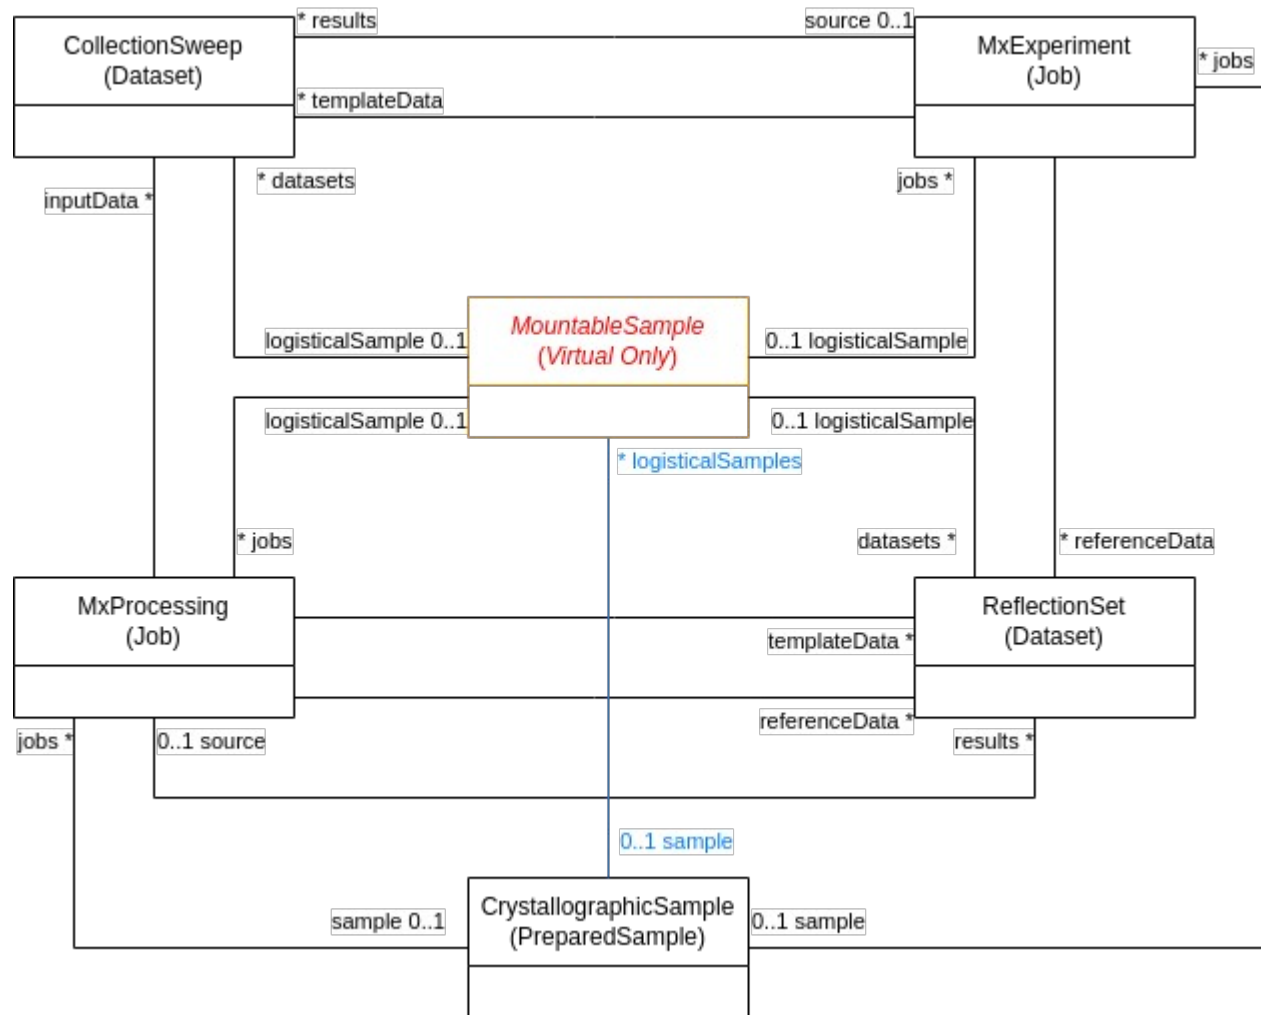 * results
source 0..1
CollectionSweep
(Dataset)
MxExperiment
(Job)
* jobs
* templateData
* datasets
jobs *
inputData *
MountableSample
(Virtual Only)
logisticalSample 0..1
0..1 logisticalSample
logisticalSample 0..1
0..1 logisticalSample
* logisticalSamples
* jobs
datasets *
* referenceData
MxProcessing
(Job)
ReflectionSet
(Dataset)
templateData *
referenceData *
jobs *
0..1 source
results *
0..1 sample
CrystallographicSample
(PreparedSample)
sample 0..1
0..1 sample